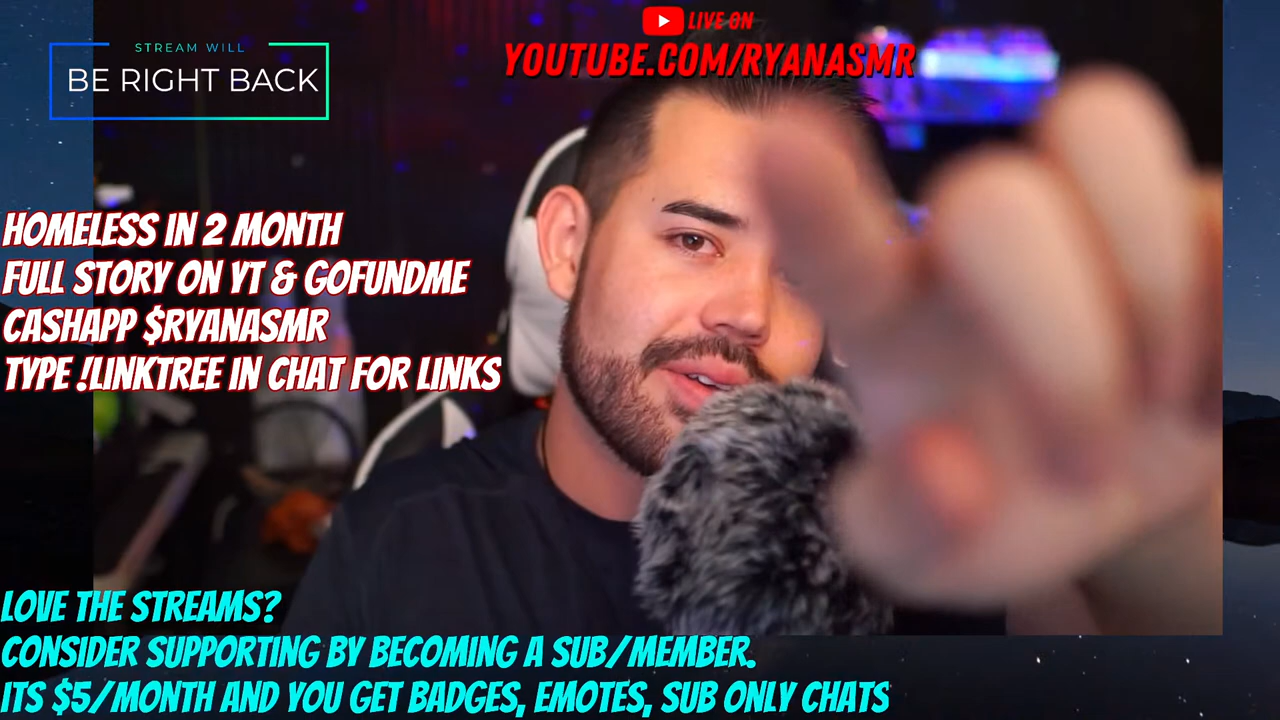 STREAM WILL
BE RIGHT BACK
LIVE ON
YOUTUBE.COM/RYANASMR
HOMELESS IN 2 MONTH
FULL STORY ON YT & GOFUNDME
CASHAPP $RYANASMR
TYPE !LINKTREE IN CHAT FOR LINKS
LOVE THE STREAMS?
CONSIDER SUPPORTING BY BECOMING A SUB/MEMBER.
ITS $5/MONTH AND YOU GET BADGES, EMOTES, SUB ONLY CHATS